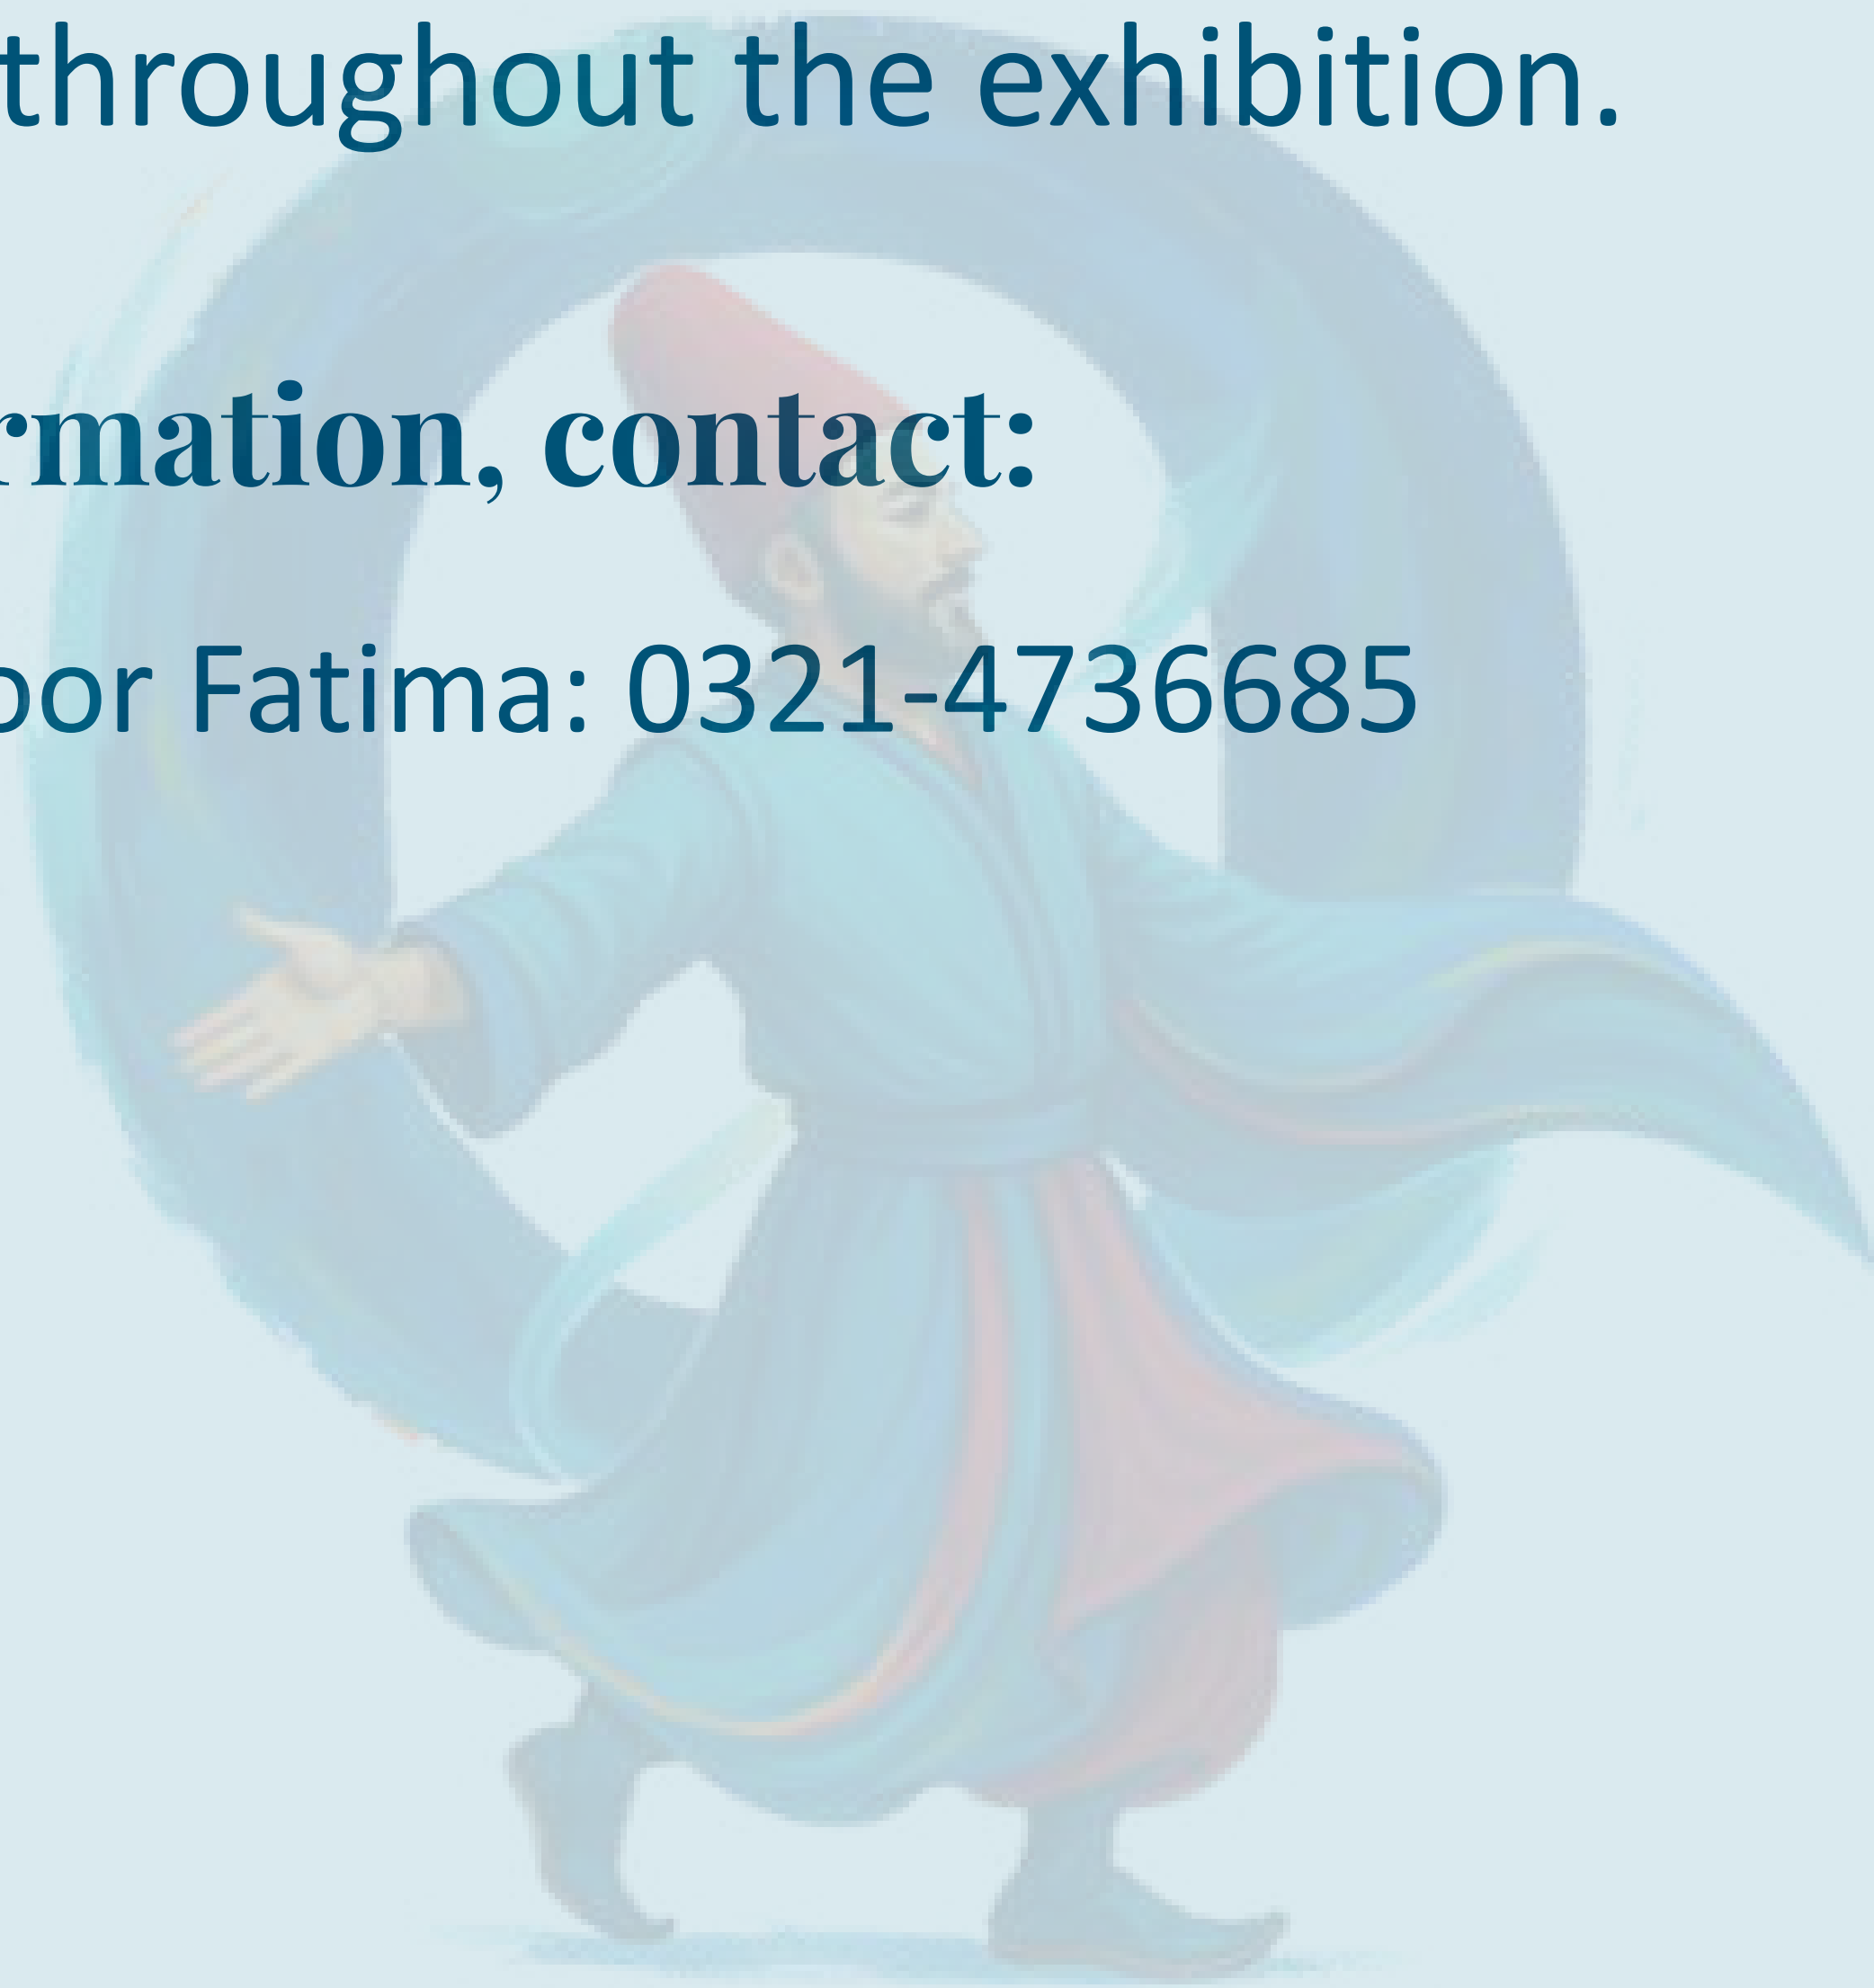 throughout the exhibition.
rmation, contact:
oor Fatima: 0321-4736685